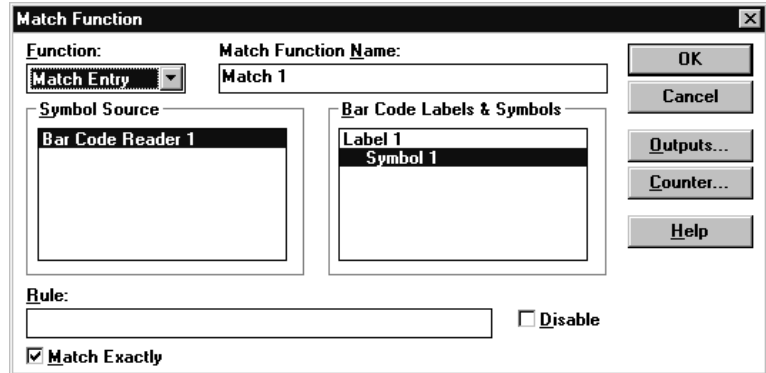 Match Function
Function:
Match Function Name:
Match Entry
Match 1
OK
Cancel
Symbol Source
Bar Code Reader 1
Bar Code Labels & Symbols
Label 1
Symbol 1
Outputs...
Counter...
Help
Rule:
Disable
Match Exactly